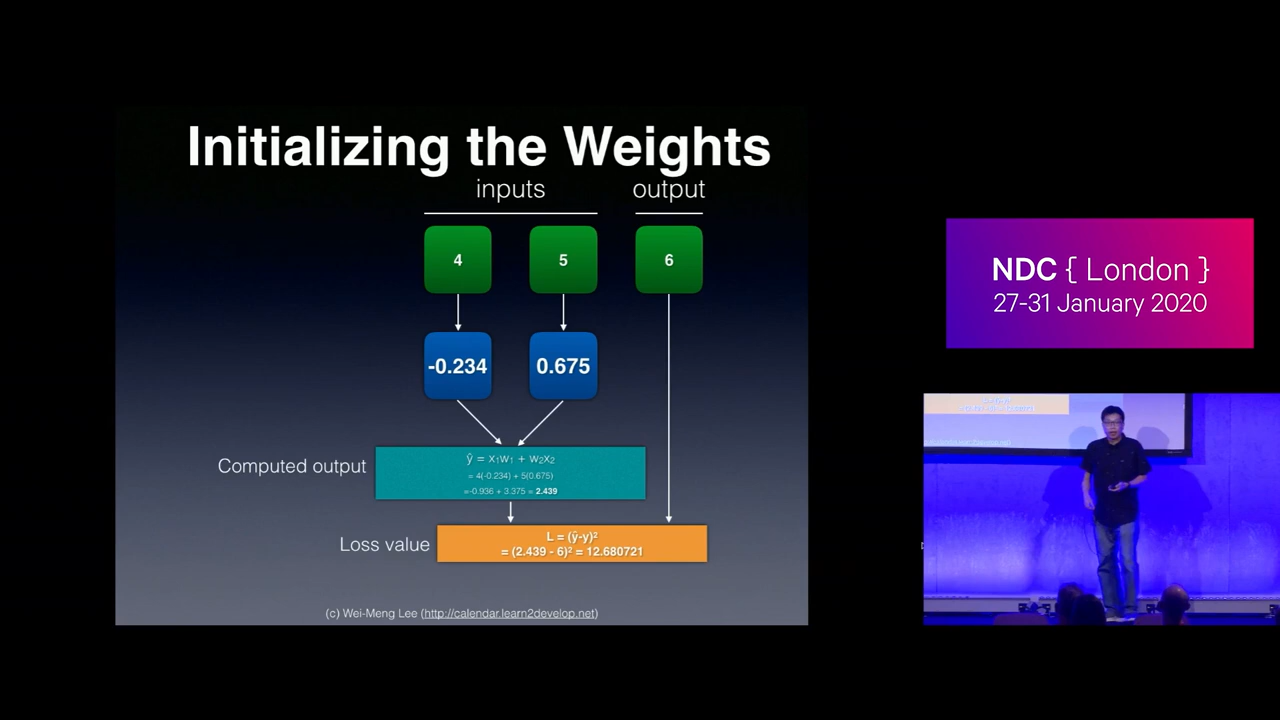 Initializing the Weights
inputs
output
4
5
6
-0.234
0.675
Computed output
ŷ = x₁w₁ + w₂x₂
= 4(-0.234) + 5(0.675)
=-0.936 + 3.375 = 2.439
Loss value
L = (ŷ-y)²
= (2.439 - 6)² = 12.680721
(c) Wei-Meng Lee (http://calendar.learn2develop.net)
NDC { London }
27-31 January 2020